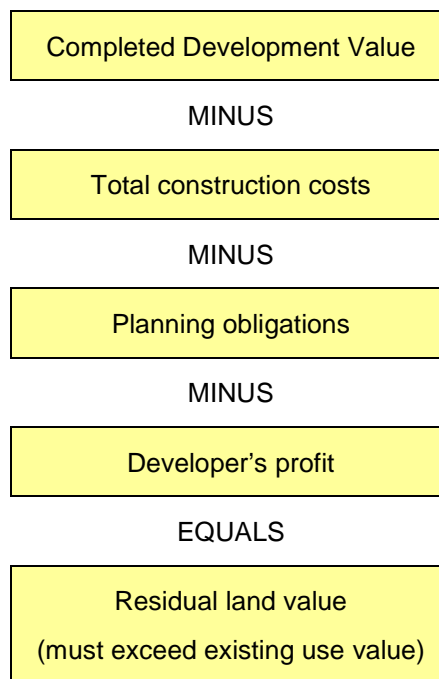 Completed Development Value
MINUS
Total construction costs
MINUS
Planning obligations
MINUS
Developer’s profit
EQUALS
Residual land value
(must exceed existing use value)